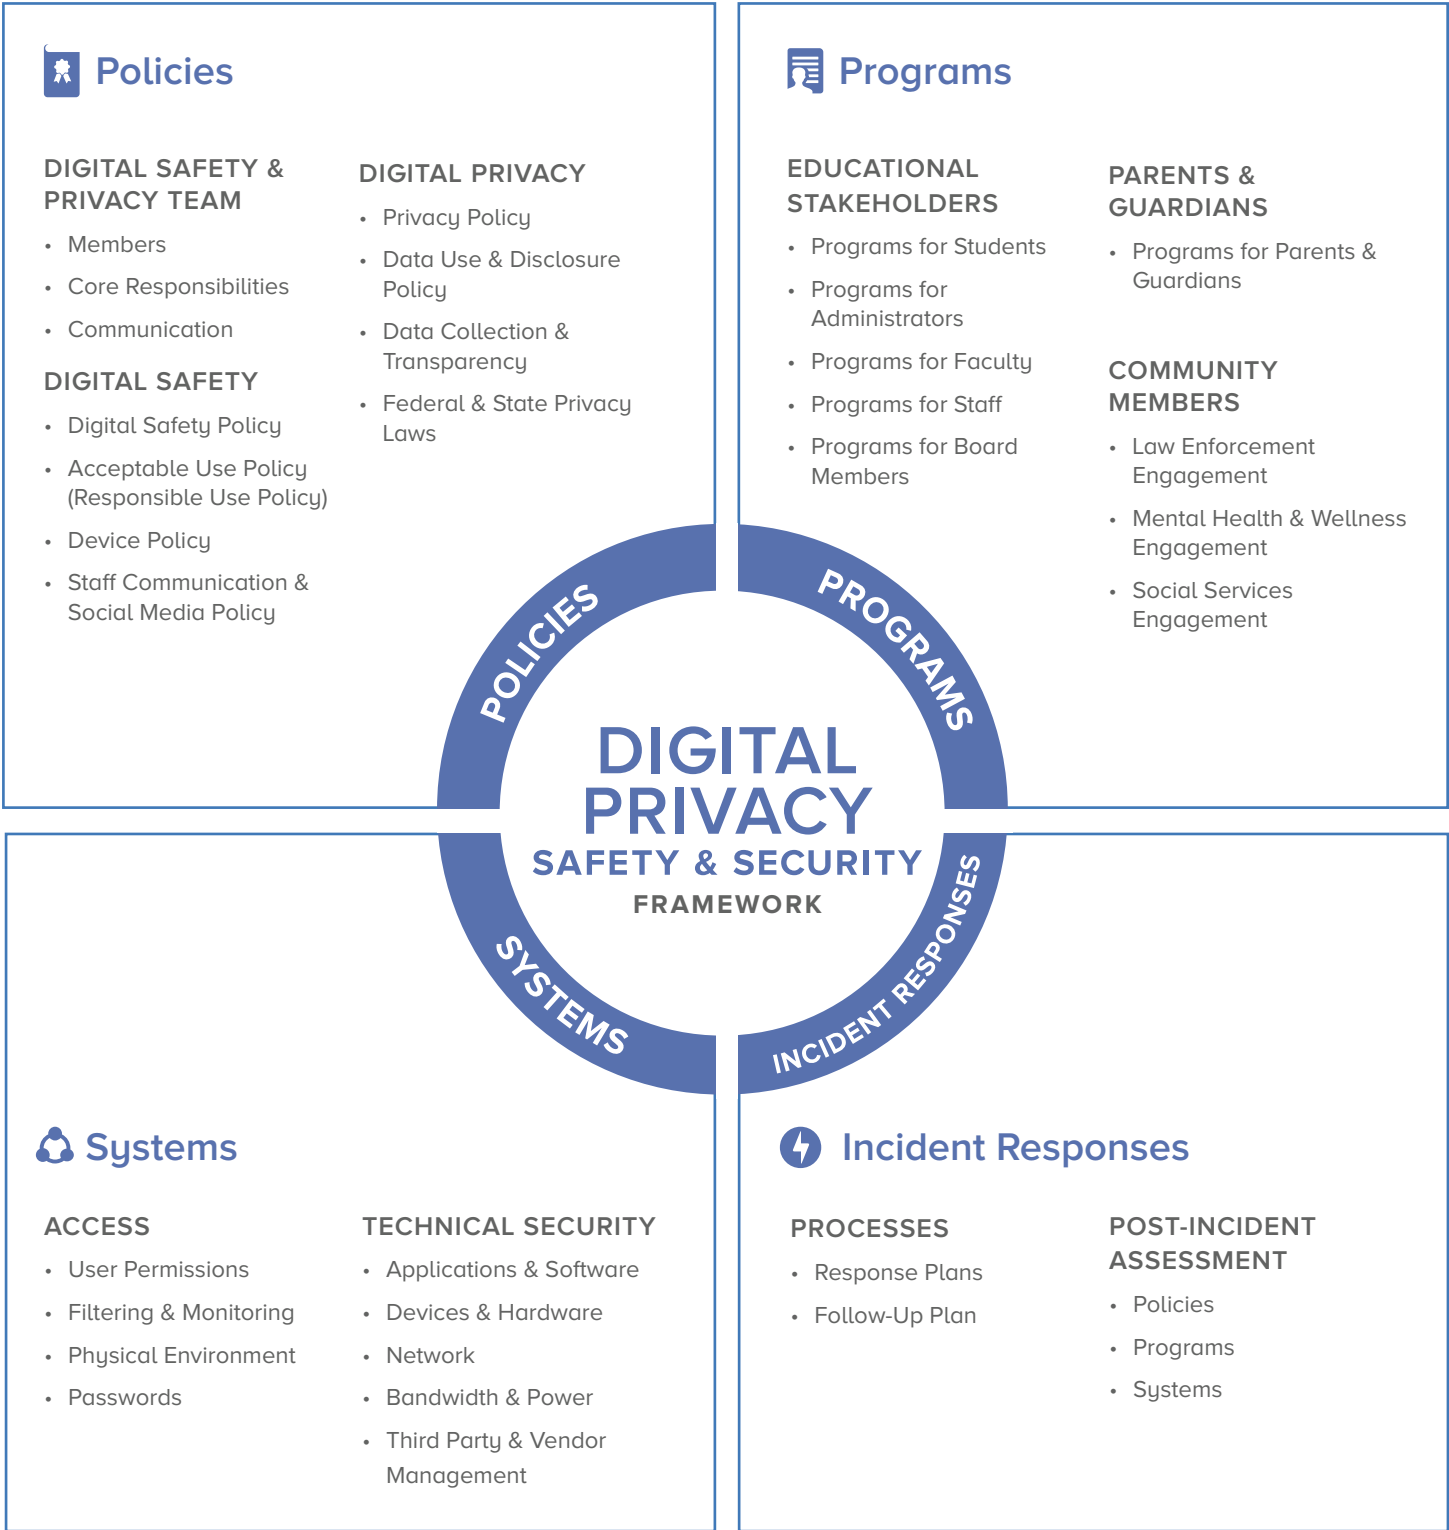 Policies
DIGITAL SAFETY &
PRIVACY TEAM
• Members
• Core Responsibilities
• Communication
DIGITAL SAFETY
• Digital Safety Policy
• Acceptable Use Policy
(Responsible Use Policy)
• Device Policy
• Staff Communication &
Social Media Policy
DIGITAL PRIVACY
• Privacy Policy
• Data Use & Disclosure
Policy
• Data Collection &
Transparency
• Federal & State Privacy
Laws
Programs
EDUCATIONAL
STAKEHOLDERS
• Programs for Students
• Programs for
Administrators
• Programs for Faculty
• Programs for Staff
• Programs for Board
Members
PARENTS &
GUARDIANS
• Programs for Parents &
Guardians
COMMUNITY
MEMBERS
• Law Enforcement
Engagement
• Mental Health & Wellness
Engagement
• Social Services
Engagement
POLICIES
PROGRAMS
DIGITAL
PRIVACY
SAFETY & SECURITY
FRAMEWORK
SYSTEMS
INCIDENT RESPONSES
Systems
ACCESS
• User Permissions
• Filtering & Monitoring
• Physical Environment
• Passwords
TECHNICAL SECURITY
• Applications & Software
• Devices & Hardware
• Network
• Bandwidth & Power
• Third Party & Vendor
Management
Incident Responses
PROCESSES
• Response Plans
• Follow-Up Plan
POST-INCIDENT
ASSESSMENT
• Policies
• Programs
• Systems